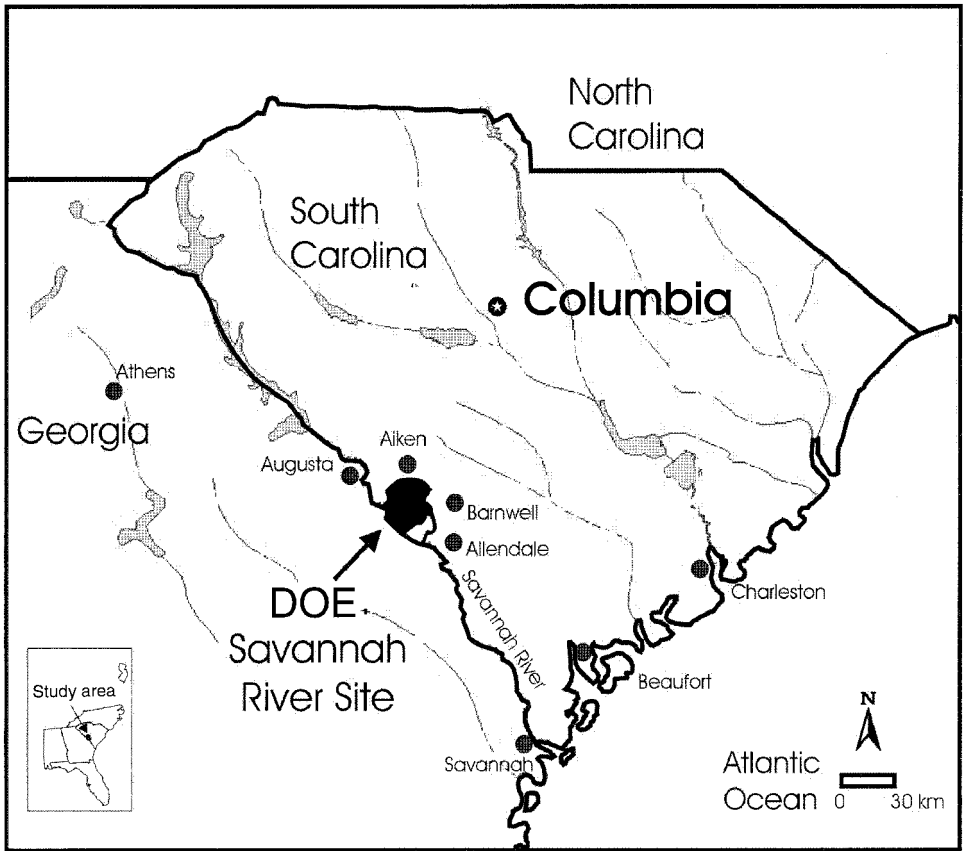 North
Carolina
South
Carolina
Columbia
Athens
Georgia
Aiken
Augusta
Barnwell
Allendale
DOE
Savannah
River Site
Savannah River
Charleston
Beaufort
Study area
Savannah
N
Atlantic
Ocean
0 30 km